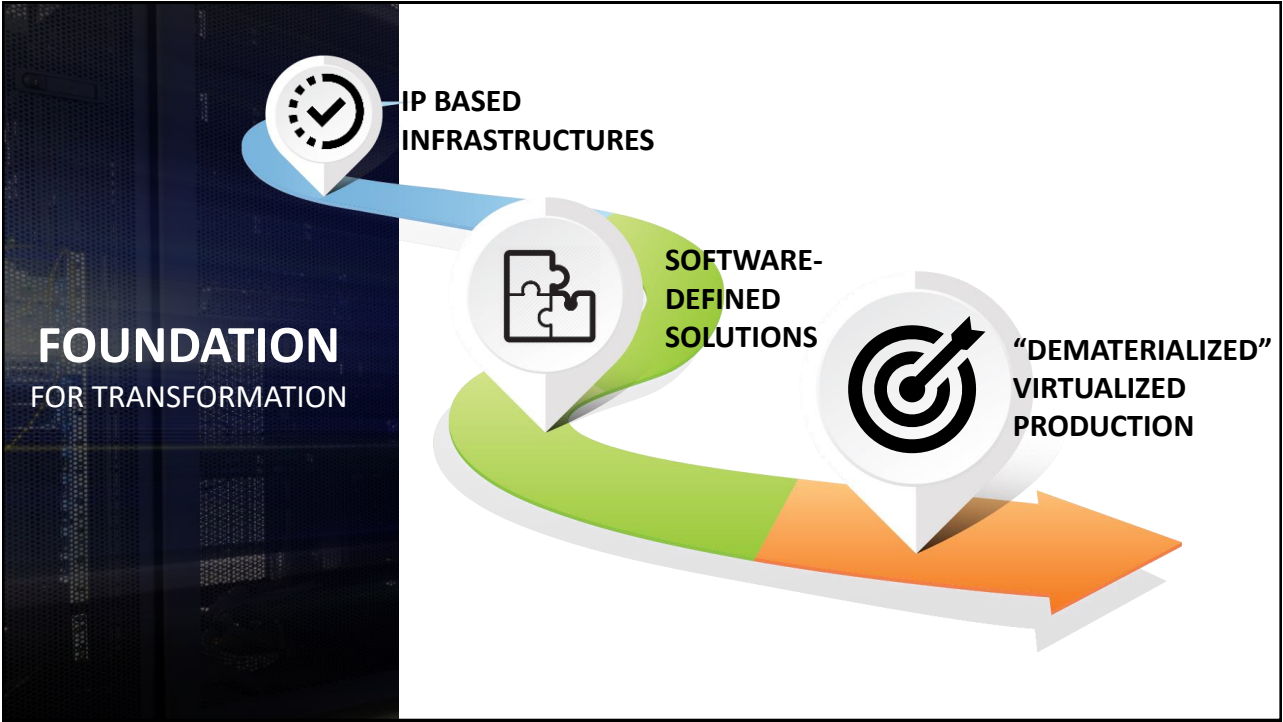 FOUNDATION
FOR TRANSFORMATION
IP BASED
INFRASTRUCTURES
SOFTWARE-
DEFINED
SOLUTIONS
“DEMATERIALIZED”
VIRTUALIZED
PRODUCTION